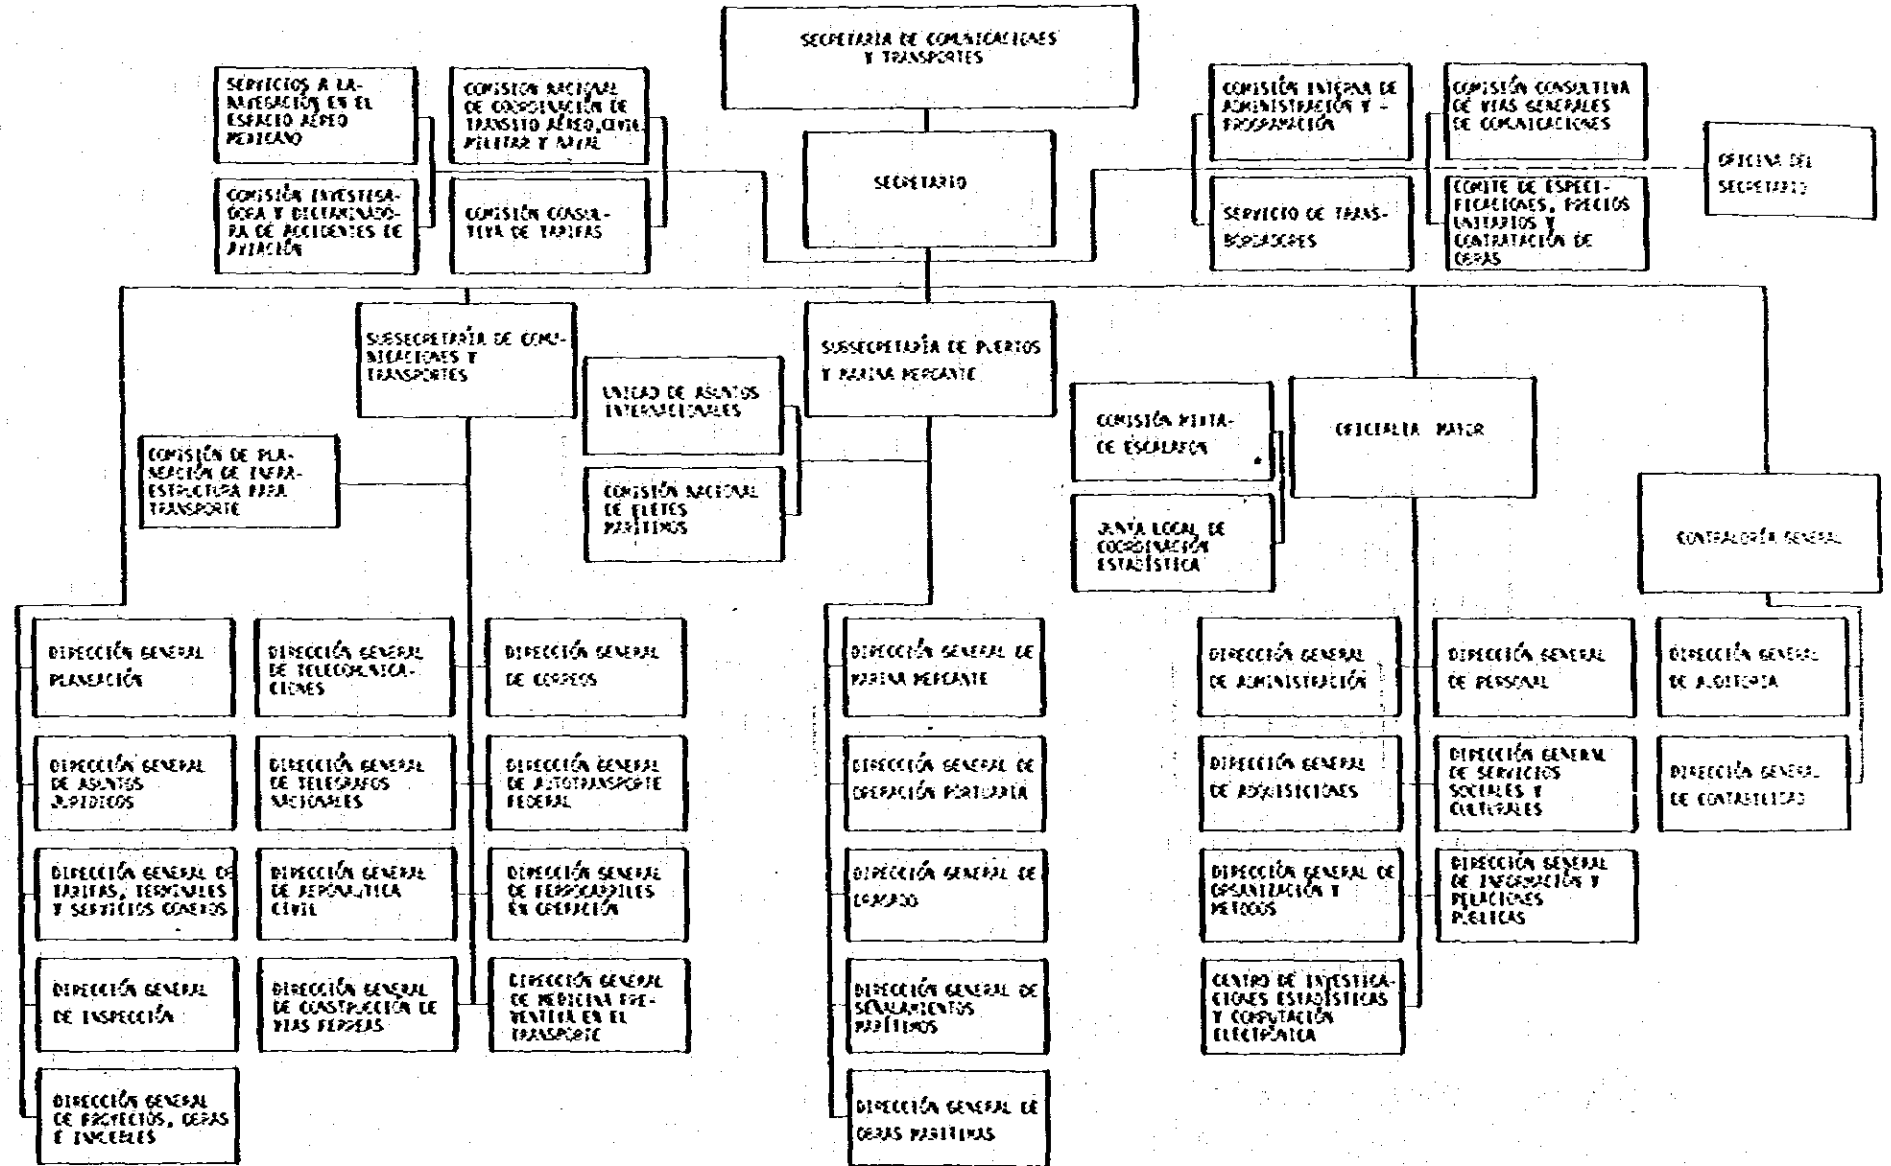 SECRETARÍA DE COMUNICACIONES
Y TRANSPORTES
SERVICIOS A LA-
NAVEGACIÓN EN EL
ESPACIO AÉREO
MEXICANO
COMISIÓN NACIONAL
DE COORDINACIÓN DE
TRÁNSITO AÉREO, CIVIL
MILITAR Y NAVAL
COMISIÓN INTERNA DE
ADMINISTRACIÓN Y -
PROGRAMACIÓN
COMISIÓN CONSULTIVA
DE VIAS GENERALES
DE COMUNICACIONES
SECRETARIO
OFICINA DEL
SECRETARIO
COMISIÓN INVESTIGA-
DORA Y DICTAMINADO-
RA DE ACCIDENTES DE
AVIACIÓN
COMISIÓN CONSUL-
TIVA DE TARIFAS
SERVICIO DE TRANS-
BORDADORES
COMITE DE ESPECI-
FICACIONES, PRECIOS
UNITARIOS Y
CONTRATACIÓN DE
OBRAS
SUBSECRETARÍA DE COMU-
NICACIONES Y
TRANSPORTES
SUBSECRETARÍA DE PUERTOS
Y MARINA MERCANTE
UNIDAD DE ASUNTOS
INTERNACIONALES
COMISIÓN MIXTA-
DE ESCALAFON
OFICIALIA MAYOR
COMISIÓN DE PLA-
NEACIÓN DE INFRA-
ESTRUCTURA PARA
TRANSPORTE
COMISIÓN NACIONAL
DE FLETES
MARÍTIMOS
JUNTA LOCAL DE
COORDINACIÓN
ESTADÍSTICA
CONTRALORÍA GENERAL
DIRECCIÓN GENERAL
PLANEACIÓN
DIRECCIÓN GENERAL
DE TELECOMUNICA-
CIONES
DIRECCIÓN GENERAL
DE CORREOS
DIRECCIÓN GENERAL DE
MARINA MERCANTE
DIRECCIÓN GENERAL
DE ADMINISTRACIÓN
DIRECCIÓN GENERAL
DE PERSONAL
DIRECCIÓN GENERAL
DE AUDITORIA
DIRECCIÓN GENERAL
DE ASUNTOS
JURIDICOS
DIRECCIÓN GENERAL
DE TELEGRAFOS
NACIONALES
DIRECCIÓN GENERAL
DE AUTOTRANSPORTE
FEDERAL
DIRECCIÓN GENERAL DE
OPERACIÓN PORTUARIA
DIRECCIÓN GENERAL
DE ADQUISICIONES
DIRECCIÓN GENERAL
DE SERVICIOS
SOCIALES Y
CULTURALES
DIRECCIÓN GENERAL
DE CONTABILIDAD
DIRECCIÓN GENERAL DE
TARIFAS, TERMINALES
Y SERVICIOS CONEXOS
DIRECCIÓN GENERAL
DE AERONAUTICA
CIVIL
DIRECCIÓN GENERAL
DE FERROCARRILES
EN OPERACIÓN
DIRECCIÓN GENERAL DE
DRAGADO
DIRECCIÓN GENERAL DE
ORGANIZACIÓN Y
METODOS
DIRECCIÓN GENERAL
DE INFORMACIÓN Y
RELACIONES
PÚBLICAS
DIRECCIÓN GENERAL
DE INSPECCIÓN
DIRECCIÓN GENERAL
DE CONSTRUCCIÓN DE
VIAS FERREAS
DIRECCIÓN GENERAL
DE MEDICINA PRE-
VENTIVA EN EL
TRANSPORTE
DIRECCIÓN GENERAL DE
SEÑALAMIENTOS
MARÍTIMOS
CENTRO DE INVESTIGA-
CIONES ESTADÍSTICAS
Y COMPUTACIÓN
ELECTRÓNICA
DIRECCIÓN GENERAL
DE PROYECTOS, OBRAS
E INMUEBLES
DIRECCIÓN GENERAL DE
OBRAS MARITIMAS